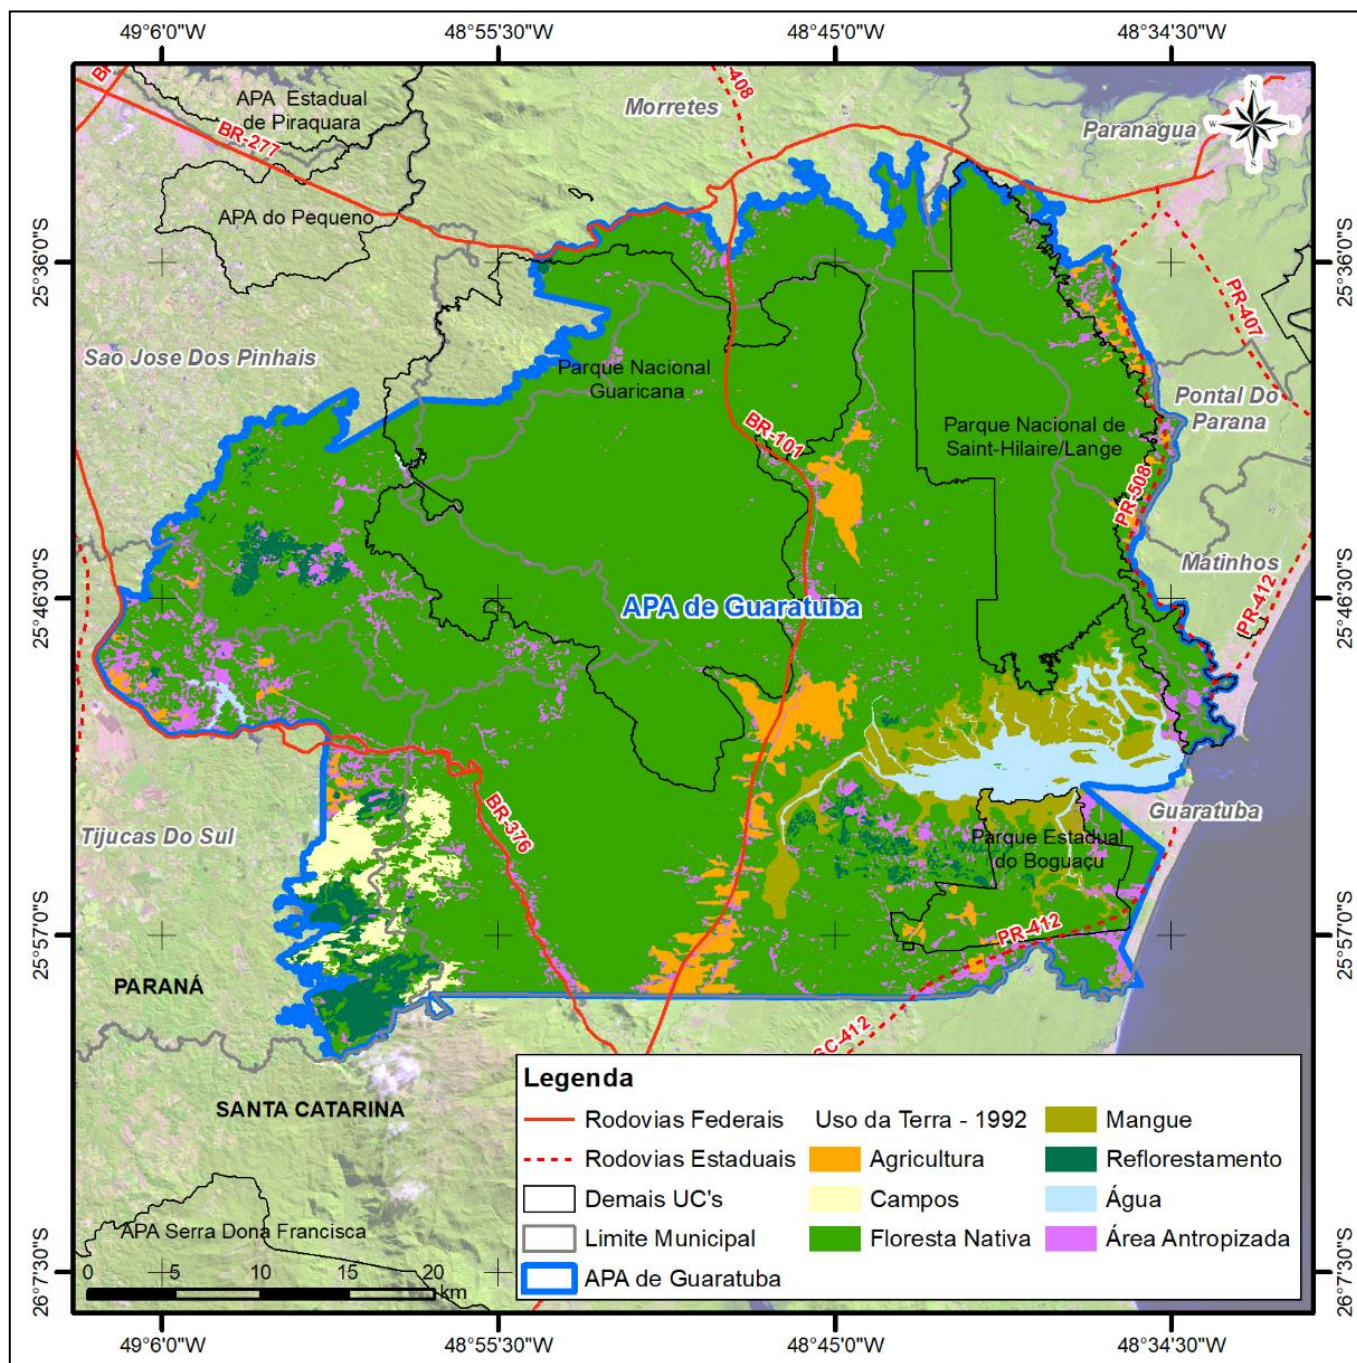 49°6'0"W
48°55'30"W
48°45'0"W
48°34'30"W
APA Estadual
de Piraquara
BR-277
-408
Morretes
Paranagua
N
W
E
S
APA do Pequeno
25°36'0"S
25°36'0"S
PR-407
Sao Jose Dos Pinhais
Parque Nacional
Guaricana
BR-101
Parque Nacional de
Saint-Hilaire/Lange
Pontal Do
Parana
PR-508
Matinhos
PR-412
25°46'30"S
25°46'30"S
APA de Guaratuba
BR-376
Tijucas Do Sul
Guaratuba
Parque Estadual
do Boguaçu
PR-412
25°57'0"S
25°57'0"S
PARANÁ
SC-412
SANTA CATARINA
APA Serra Dona Francisca
0 5 10 15 20
km
Legenda
Rodovias Federais
Rodovias Estaduais
Demais UC's
Limite Municipal
APA de Guaratuba
Uso da Terra - 1992
Agricultura
Campos
Floresta Nativa
Mangue
Reflorestamento
Água
Área Antropizada
26°7'30"S
26°7'30"S
49°6'0"W
48°55'30"W
48°45'0"W
48°34'30"W